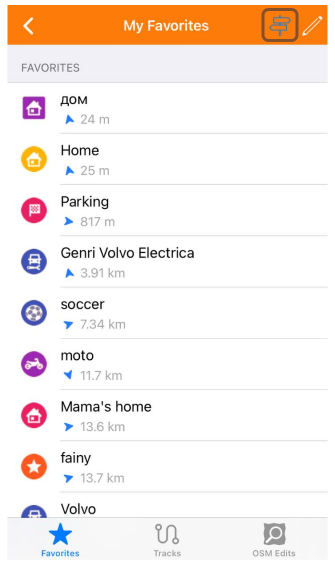 My Favorites
FAVORITES
дом
24 m
Home
25 m
Parking
817 m
Genri Volvo Electrica
3.91 km
soccer
7.34 km
moto
11.7 km
Mama's home
13.6 km
fainy
13.7 km
Volvo
Favorites Tracks OSM Edits